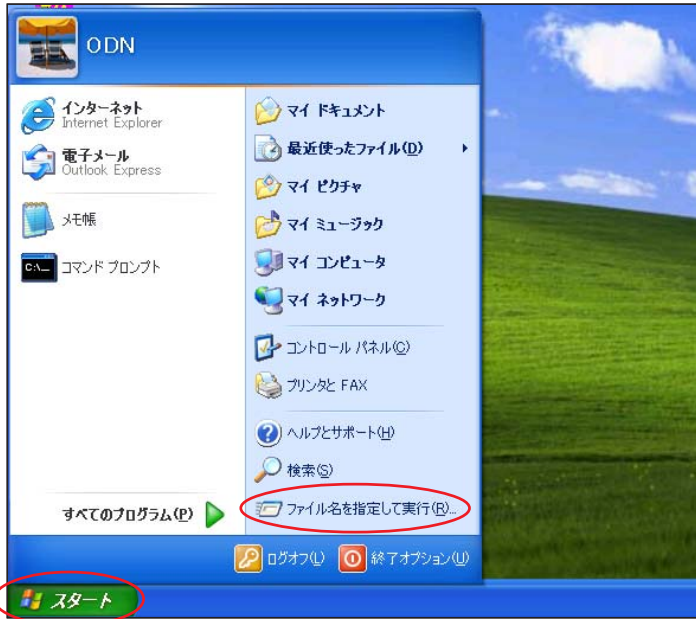 ODN
インターネット
Internet Explorer
電子メール
Outlook Express
メモ帳
C:\_
コマンド プロンプト
すべてのプログラム(P)
マイ ドキュメント
最近使ったファイル(D)
マイ ピクチャ
マイ ミュージック
マイ コンピュータ
マイ ネットワーク
コントロール パネル(C)
プリンタと FAX
ヘルプとサポート(H)
検索(S)
ファイル名を指定して実行(R)...
ログオフ(L)
終了オプション(U)
スタート